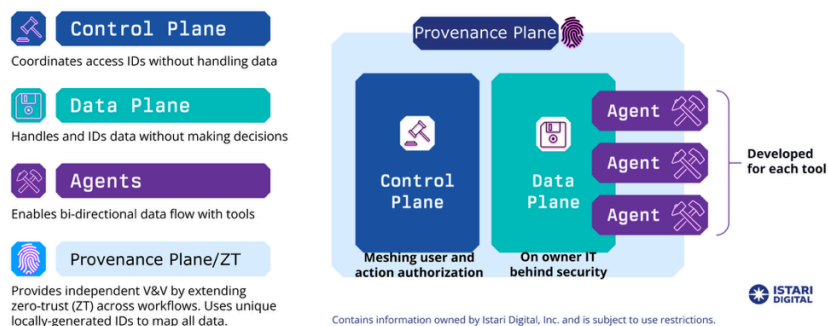 Control Plane
Coordinates access IDs without handling data
Data Plane
Handles and IDs data without making decisions
Agents
Enables bi-directional data flow with tools
Provenance Plane/ZT
Provides independent V&V by extending
zero-trust (ZT) across workflows. Uses unique
locally-generated IDs to map all data.
Provenance Plane
Control
Plane
Meshing user and
action authorization
Data
Plane
On owner IT
behind security
Agent
Agent
Agent
Developed
for each tool
ISTARI
DIGITAL
Contains information owned by Istari Digital, Inc. and is subject to use restrictions.